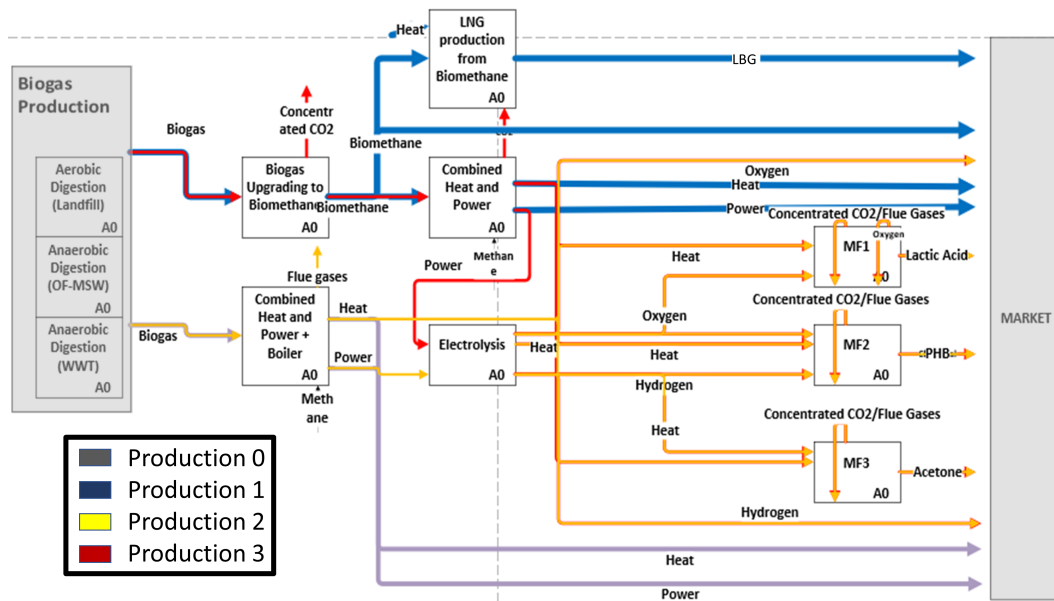 Heat
LNG
production
from
Biomethane
A0
LBG
Biogas
Production
Biogas
Concentr
ated CO2
Biomethane
Aerobic
Digestion
(Landfill)
A0
Anaerobic
Digestion
(OF-MSW)
A0
Anaerobic
Digestion
(WWT)
A0
Biogas
Upgrading to
Biomethane
A0
Biomethane
Combined
Heat and
Power
A0
Oxygen
Heat
Power
Methan
e
Power
Flue gases
Biogas
Combined
Heat and
Power +
Boiler
A0
Heat
Power
Meth
ane
Electrolysis
A0
Heat
Heat
Oxygen
Heat
Hydrogen
Heat
Concentrated CO2/Flue Gases
Oxygen
MF1
A0
Lactic Acid
Concentrated CO2/Flue Gases
MF2
A0
PHB
Concentrated CO2/Flue Gases
MF3
A0
Acetone
Hydrogen
Heat
Power
MARKET
Production 0
Production 1
Production 2
Production 3